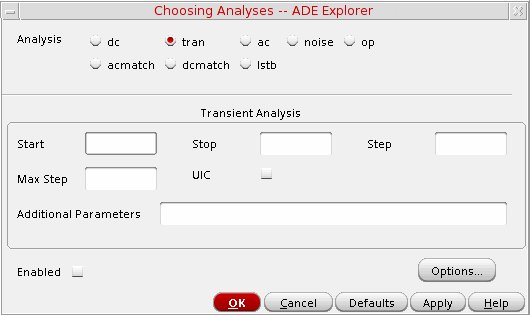 Choosing Analyses -- ADE Explorer
Analysis dc tran ac noise op
acmatch dcmatch lstb
Transient Analysis
Start Stop Step
Max Step UIC
Additional Parameters
Enabled Options...
OK Cancel Defaults Apply Help